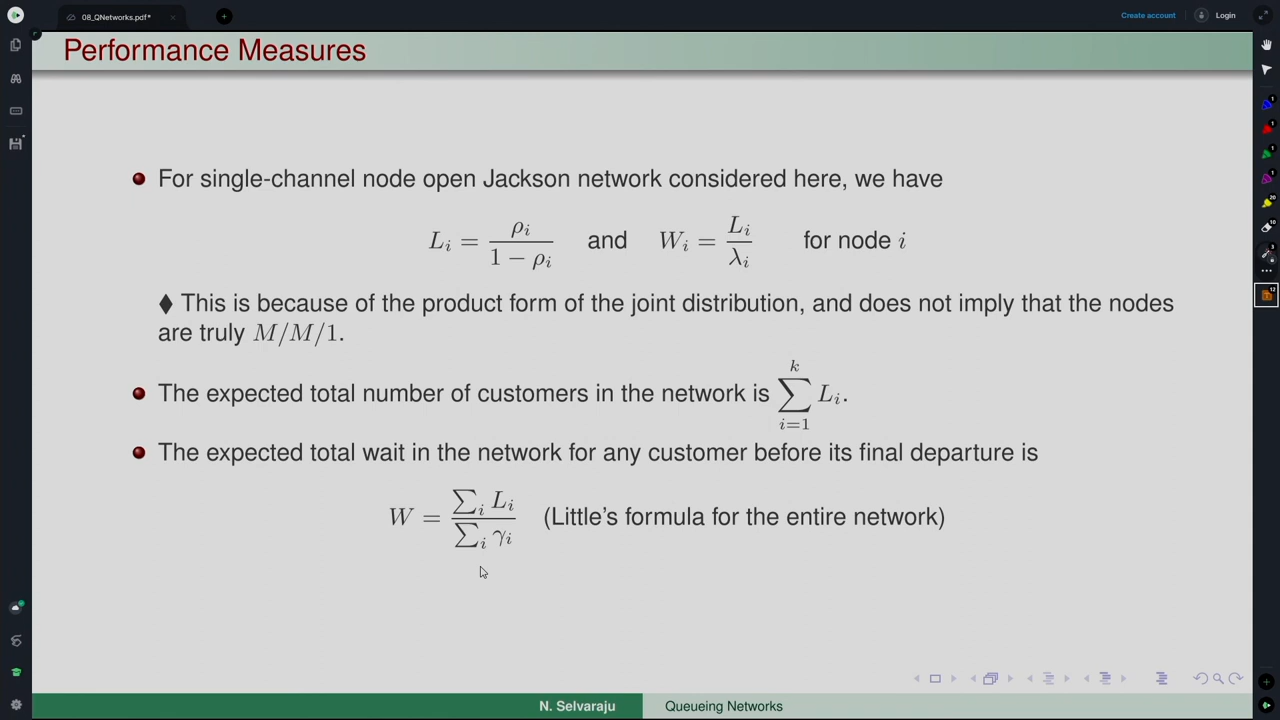 08_QNetworks.pdf*
Create account
Login
Performance Measures
For single-channel node open Jackson network considered here, we have
L_i = ρ_i / (1 − ρ_i) and W_i = L_i / λ_i for node i
♦ This is because of the product form of the joint distribution, and does not imply that the nodes
are truly M/M/1.
The expected total number of customers in the network is ∑_{i=1}^{k} L_i.
The expected total wait in the network for any customer before its final departure is
W = ∑_i L_i / ∑_i γ_i (Little's formula for the entire network)
N. Selvaraju
Queueing Networks